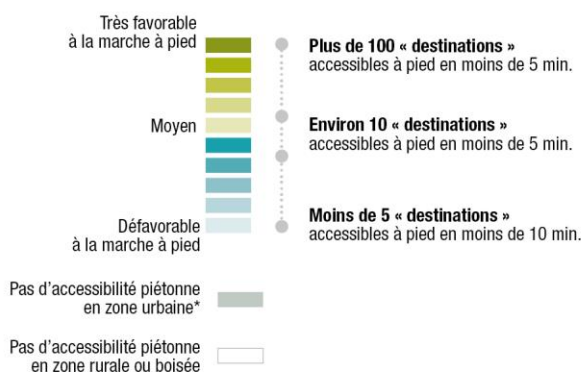 Très favorable
à la marche à pied
Plus de 100 « destinations »
accessibles à pied en moins de 5 min.
Moyen
Environ 10 « destinations »
accessibles à pied en moins de 5 min.
Défavorable
à la marche à pied
Moins de 5 « destinations »
accessibles à pied en moins de 10 min.
Pas d’accessibilité piétonne
en zone urbaine*
Pas d’accessibilité piétonne
en zone rurale ou boisée